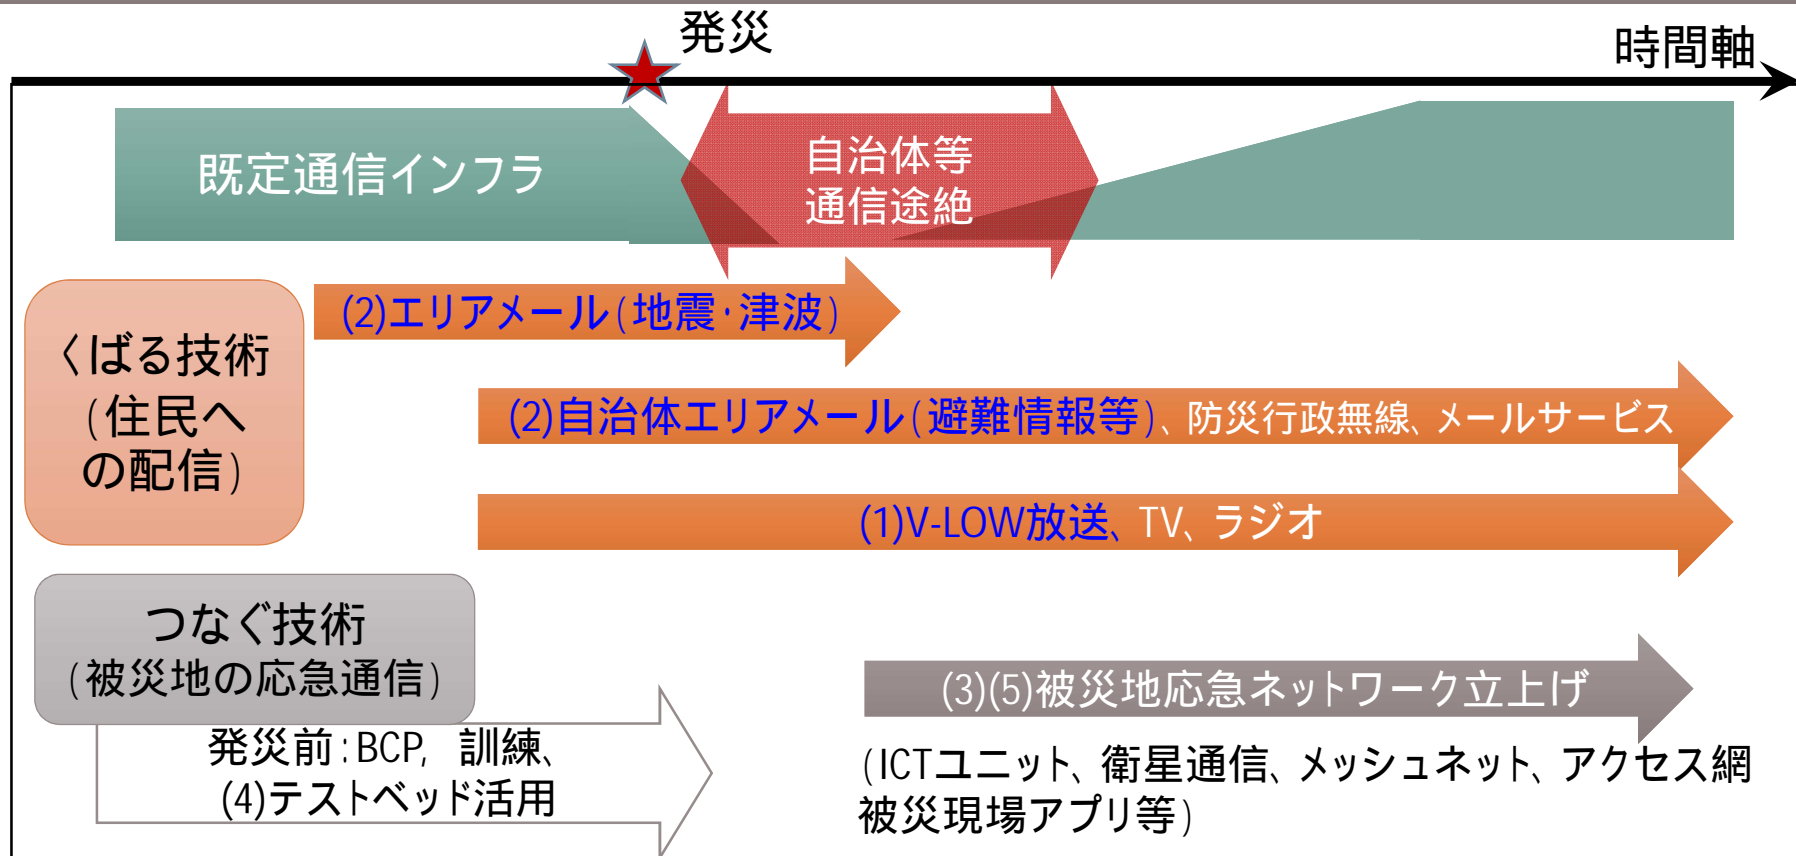 発災
時間軸
既定通信インフラ
自治体等
通信途絶
くばる技術
(住民へ
の配信)
(2)エリアメール(地震・津波)
(2)自治体エリアメール(避難情報等)、防災行政無線、メールサービス
(1)V-LOW放送、TV、ラジオ
つなぐ技術
(被災地の応急通信)
発災前:BCP, 訓練、
(4)テストベッド活用
(3)(5)被災地応急ネットワーク立上げ
(ICTユニット、衛星通信、メッシュネット、アクセス網
被災現場アプリ等)